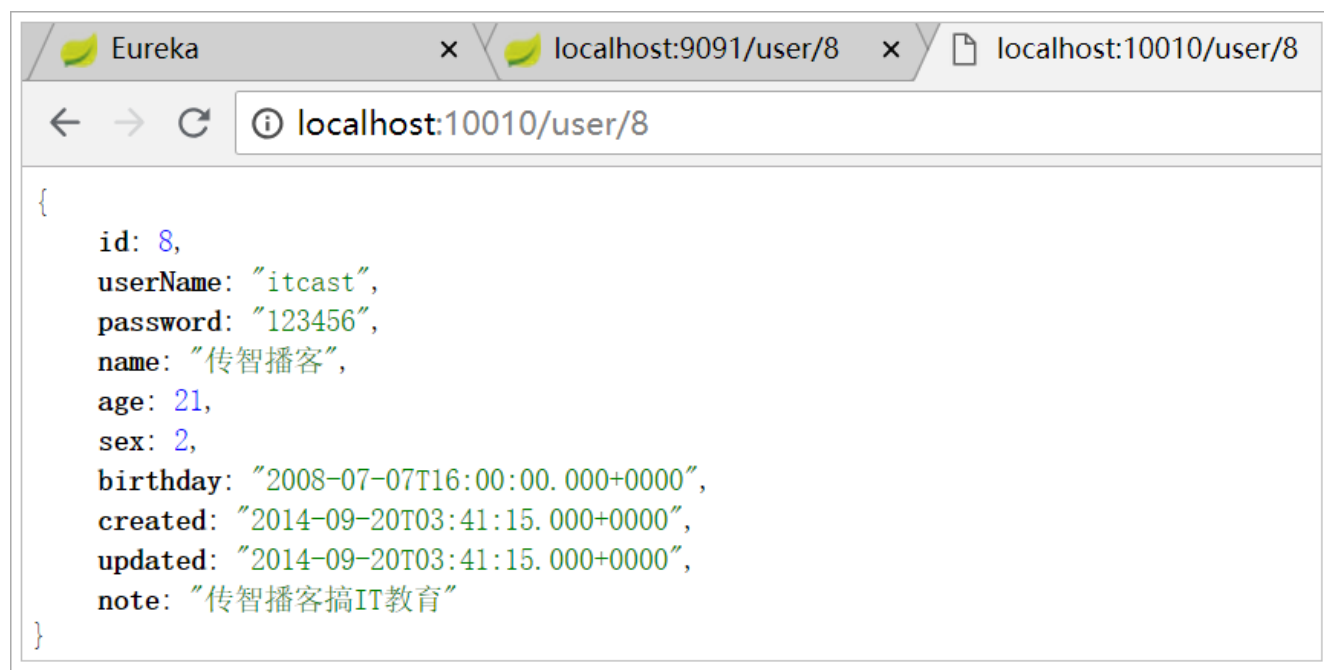 Eureka × localhost:9091/user/8 × localhost:10010/user/8
localhost:10010/user/8
{
id: 8,
userName: "itcast",
password: "123456",
name: "传智播客",
age: 21,
sex: 2,
birthday: "2008-07-07T16:00:00.000+0000",
created: "2014-09-20T03:41:15.000+0000",
updated: "2014-09-20T03:41:15.000+0000",
note: "传智播客搞IT教育"
}